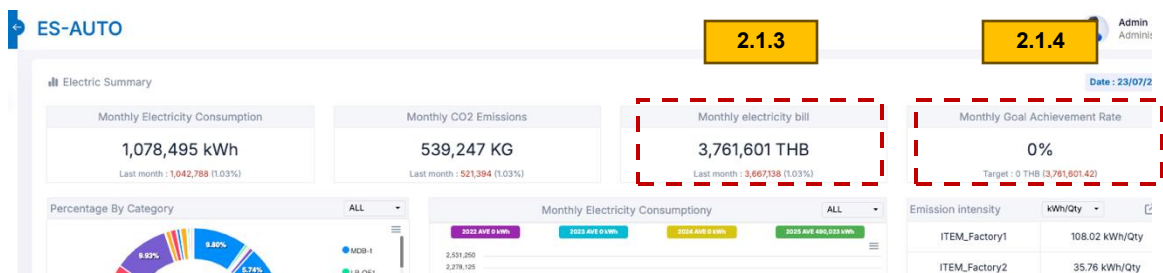 ES-AUTO
2.1.3
2.1.4
Admin
Electric Summary
Date : 23/07/2
Monthly Electricity Consumption
1,078,495 kWh
Last month : 1,042,788 (1.03%)
Monthly CO2 Emissions
539,247 KG
Last month : 521,394 (1.03%)
Monthly electricity bill
3,761,601 THB
Last month : 3,667,138 (1.03%)
Monthly Goal Achievement Rate
0%
Target : 0 THB (3,761,601.42)
Percentage By Category
ALL
9.93%
9.80%
5.74%
MDB-1
Monthly Electricity Consumptiony
ALL
2022 AVE 0 kWh
2023 AVE 0 kWh
2024 AVE 0 kWh
2025 AVE 490,023 kWh
2,531,250
2,278,125
Emission intensity
kWh/Qty
ITEM_Factory1
108.02 kWh/Qty
ITEM_Factory2
35.76 kWh/Qty